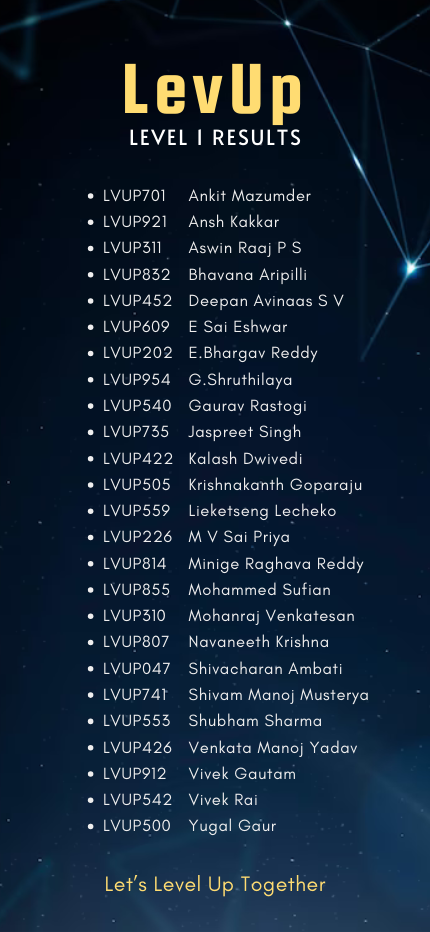 LevUp
LEVEL 1 RESULTS
• LVUP701 Ankit Mazumder
• LVUP921 Ansh Kakkar
• LVUP311 Aswin Raaj P S
• LVUP832 Bhavana Aripilli
• LVUP452 Deepan Avinaas S V
• LVUP609 E Sai Eshwar
• LVUP202 E.Bhargav Reddy
• LVUP954 G.Shruthilaya
• LVUP540 Gaurav Rastogi
• LVUP735 Jaspreet Singh
• LVUP422 Kalash Dwivedi
• LVUP505 Krishnakanth Goparaju
• LVUP559 Lieketseng Lecheko
• LVUP226 M V Sai Priya
• LVUP814 Minige Raghava Reddy
• LVUP855 Mohammed Sufian
• LVUP310 Mohanraj Venkatesan
• LVUP807 Navaneeth Krishna
• LVUP047 Shivacharan Ambati
• LVUP741 Shivam Manoj Musterya
• LVUP553 Shubham Sharma
• LVUP426 Venkata Manoj Yadav
• LVUP912 Vivek Gautam
• LVUP542 Vivek Rai
• LVUP500 Yugal Gaur
Let's Level Up Together